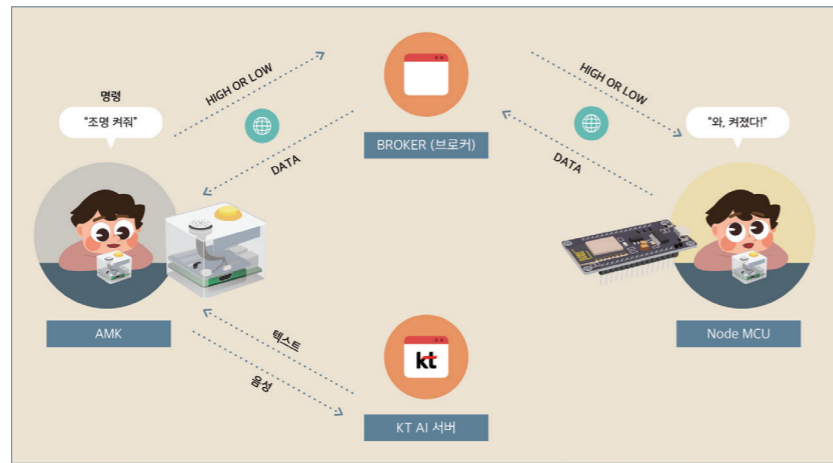 명령
"조명 켜줘"
HIGH OR LOW
DATA
BROKER (브로커)
HIGH OR LOW
DATA
"와, 켜졌다!"
AMK
텍스트
음성
kt
KT AI 서버
Node MCU